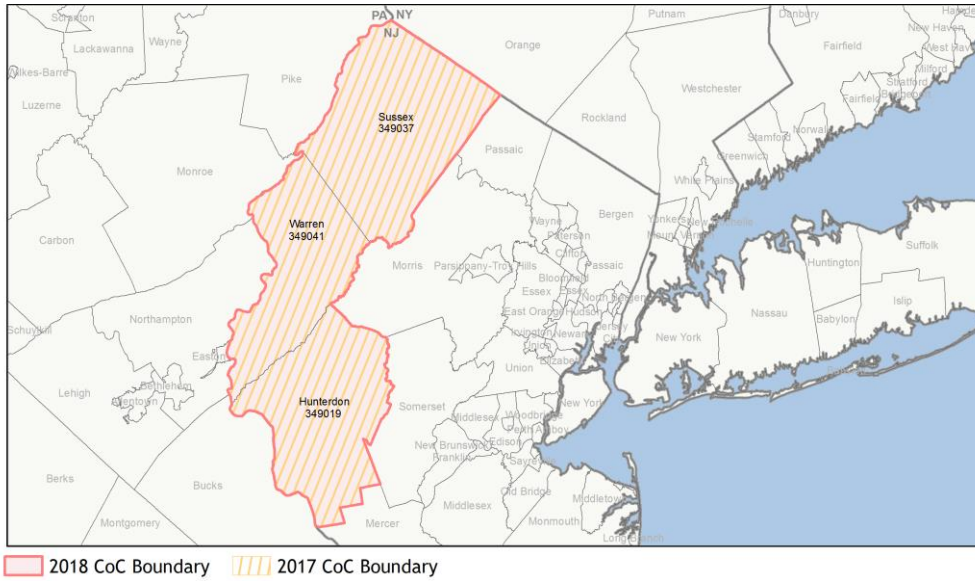 PA NY
NJ
Scranton
Lackawanna
Wayne
Wilkes-Barre
Luzerne
Pike
Orange
Putnam
Danbury
Fairfield
New Haven
West Haven
Milford
Stratford
Fairfield
Norwalk
Stamford
Greenwich
Westchester
Rockland
White Plains
Sussex
349037
Passaic
Monroe
Carbon
Warren
349041
Bergen
Wayne
Paterson
Clifton
Passaic
Yonkers
Mount Vernon
Morris
Parsippany-Troy Hills
Bloomfield
Essex
Essex
East Orange
Hudson
North Bergen
Jersey
City
Irvington
Newark
Union
Elizabeth
Union
New York
Nassau
Suffolk
Huntington
Islip
Babylon
Schuylkill
Northampton
Easton
Bethlehem
Allentown
Lehigh
Berks
Bucks
Montgomery
Hunterdon
349019
Somerset
Middlesex
Woodbridge
New York
Perth Amboy
Edison
New Brunswick
Franklin
Sayreville
Old Bridge
Middlesex
Middletown
Monmouth
Long Branch
Mercer
2018 CoC Boundary 2017 CoC Boundary